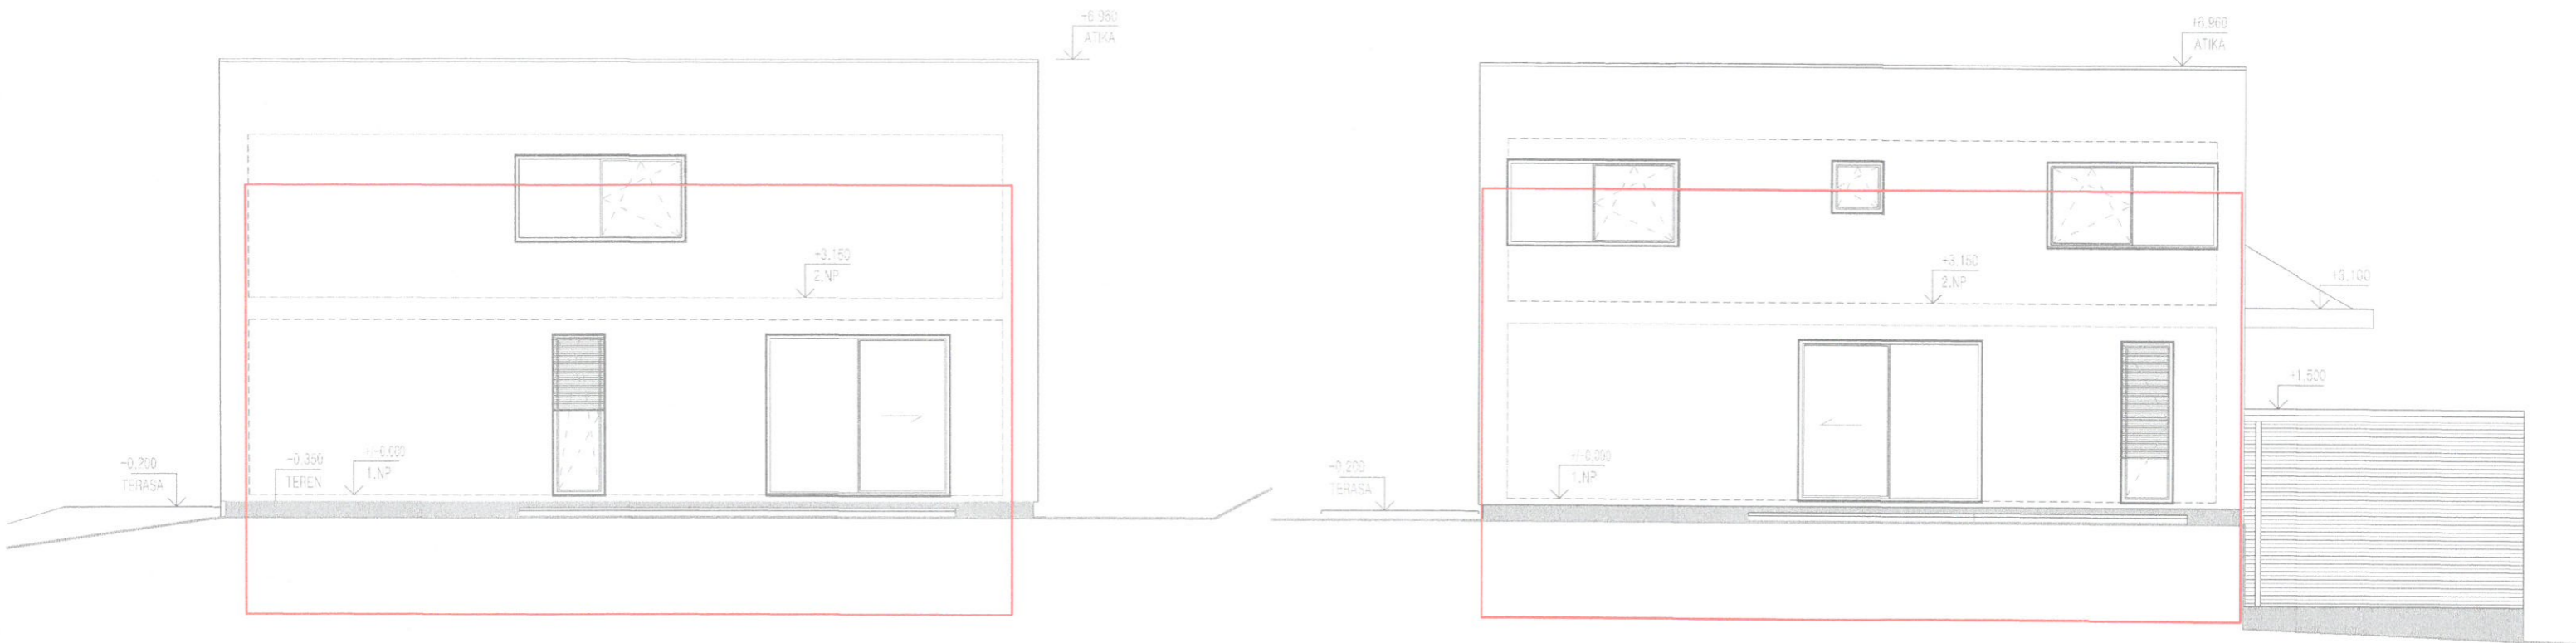 +6.960
ATIKA
+3.150
2.NP
-0.200
TERASA
-0.350
TEREN
+/-0.000
1.NP
+6.960
ATIKA
+3.150
2.NP
+3.100
+1.500
+/-0.000
1.NP
-0.200
TERASA